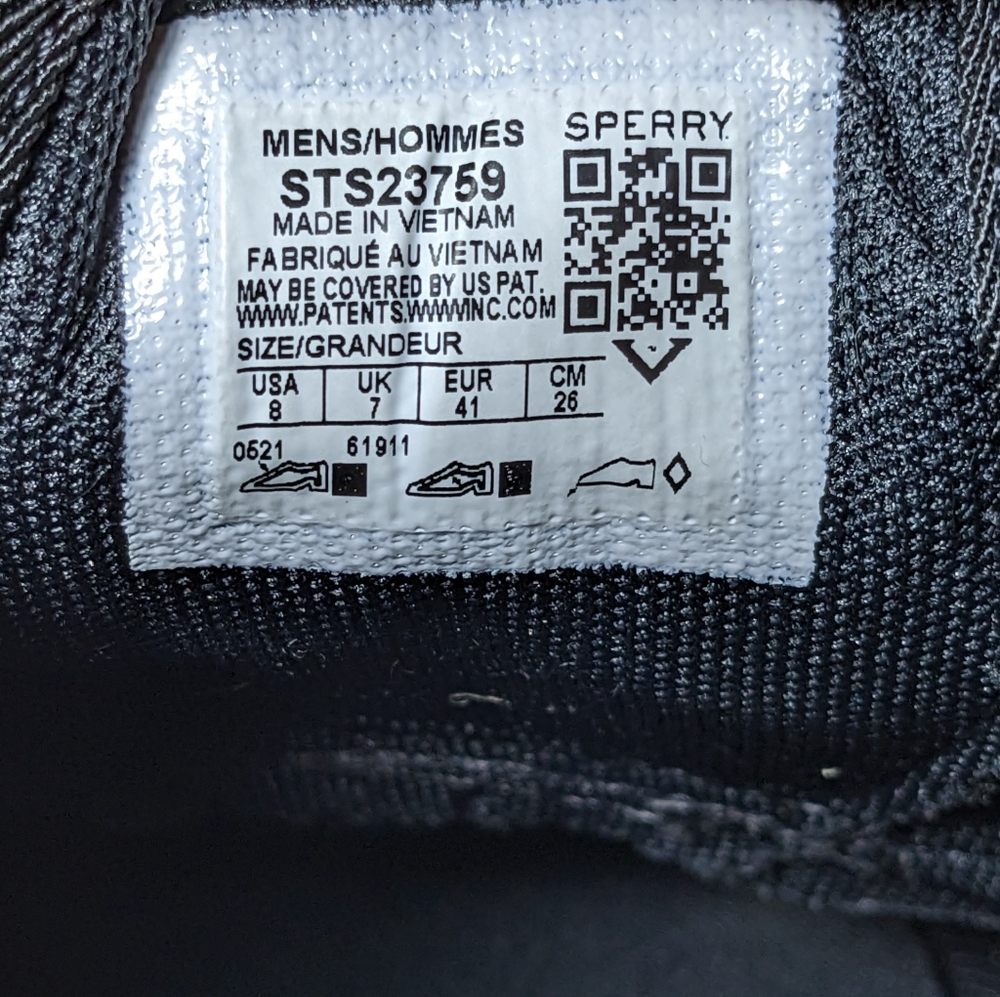 MENS/HOMMES
STS23759
MADE IN VIETNAM
FABRIQUÉ AU VIETNAM
MAY BE COVERED BY US PAT.
WWW.PATENTS.WWWINC.COM
SPERRY
SIZE/GRANDEUR
USA UK EUR CM
8 7 41 26
0521 61911